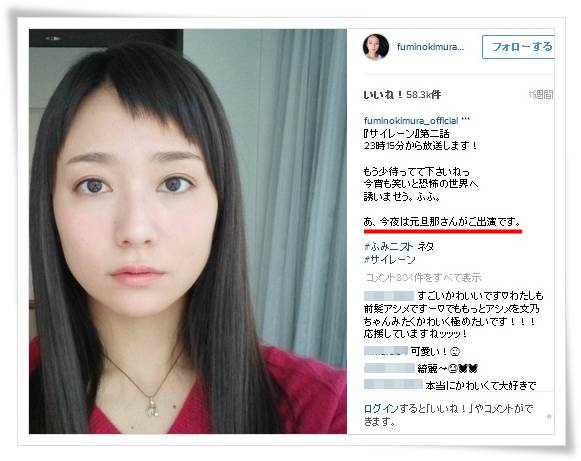 fuminokimura...
フォローする
いいね！58.3k件
1週間
fuminokimura_official ***
『サイレーン』第二話
23時15分から放送します！
もう少待ってて下さいねっ
今宵も笑いと恐怖の世界へ
誘いませう。ふふ。
あ、今夜は元旦那さんがご出演です。
#ふみニスト ネタ
#サイレーン
コメント804件をすべて表示
すごいかわいいです♡わたしも
前髪アシメですー♡でももっとアシメを文乃
ちゃんみたくかわいく極めたいです！！！
応援していますねッッッ！
可愛い！
綺麗〜
本当にかわいくて大好きで
ログインすると「いいね！」やコメントがで
きます。